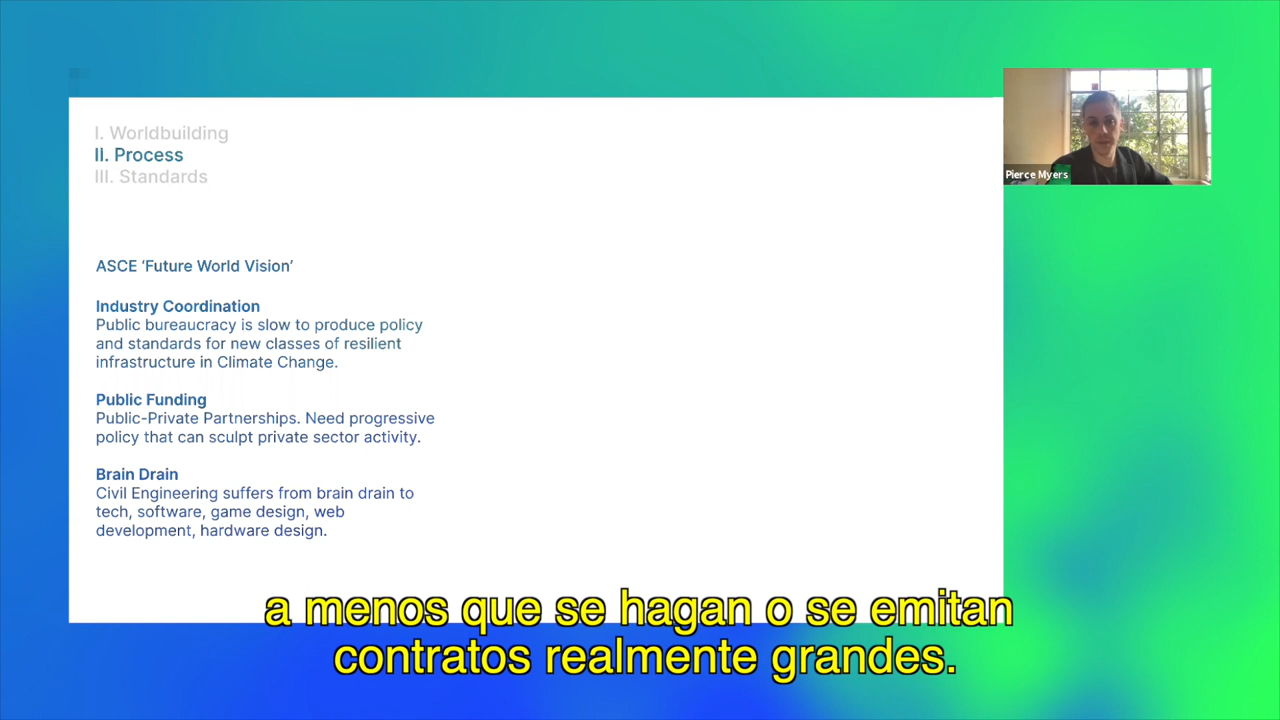 I. Worldbuilding
II. Process
III. Standards
Pierce Myers
ASCE ‘Future World Vision’
Industry Coordination
Public bureaucracy is slow to produce policy
and standards for new classes of resilient
infrastructure in Climate Change.
Public Funding
Public-Private Partnerships. Need progressive
policy that can sculpt private sector activity.
Brain Drain
Civil Engineering suffers from brain drain to
tech, software, game design, web
development, hardware design.
a menos que se hagan o se emitan
contratos realmente grandes.